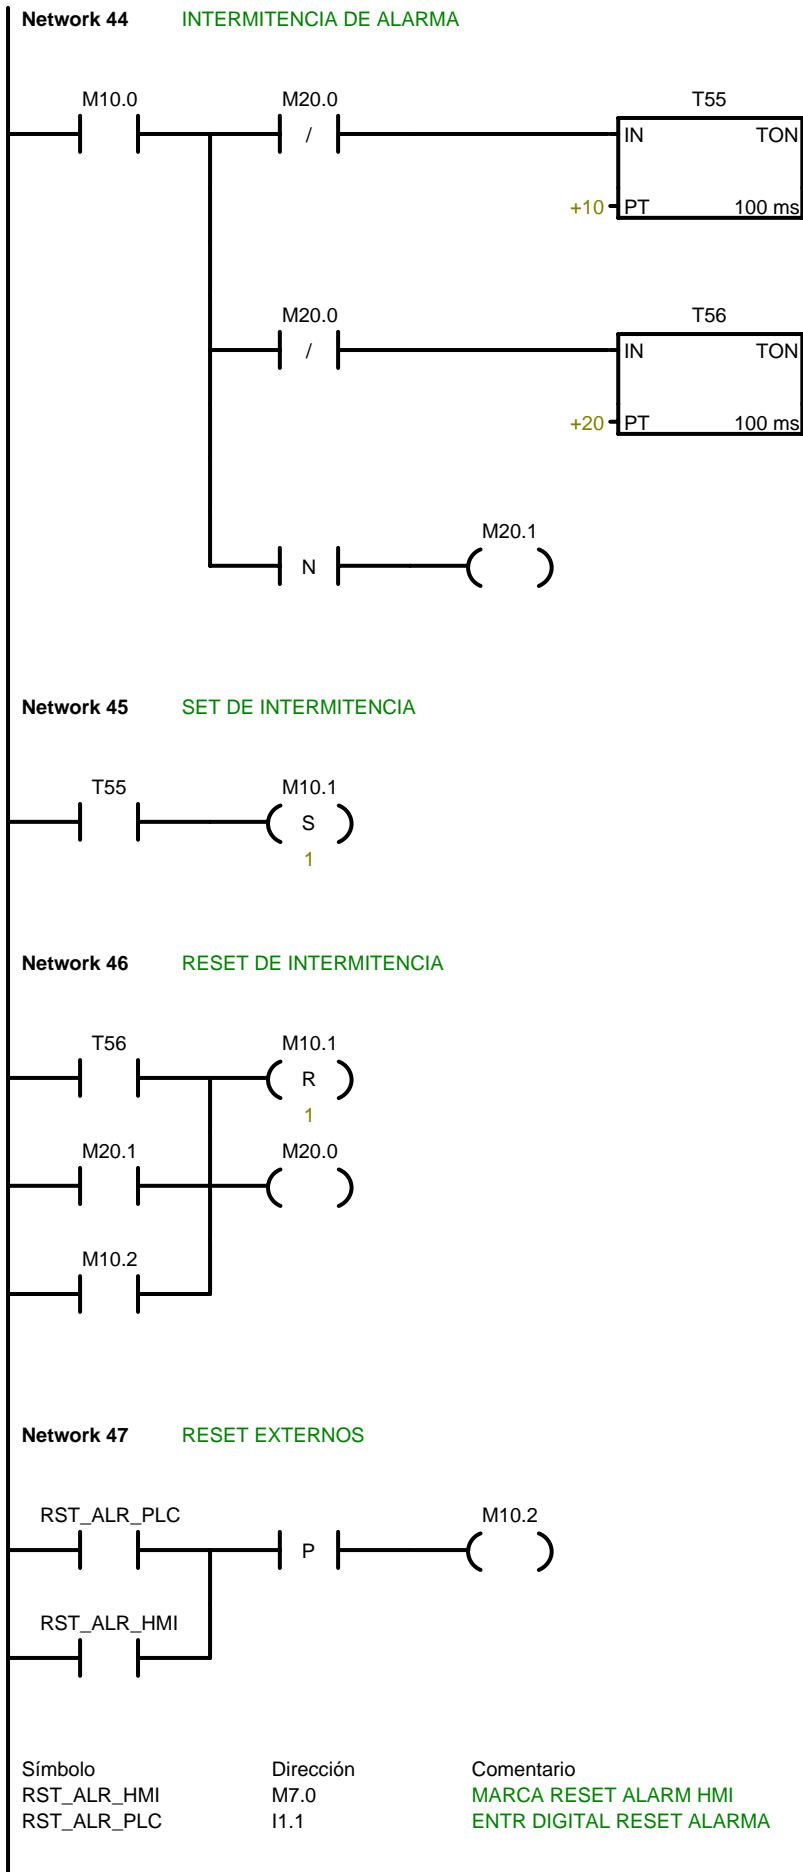 Network 44 INTERMITENCIA DE ALARMA
M10.0 M20.0 T55
/ IN TON
+10 PT 100 ms
M20.0 T56
/ IN TON
+20 PT 100 ms
M20.1
N
Network 45 SET DE INTERMITENCIA
T55 M10.1
S
1
Network 46 RESET DE INTERMITENCIA
T56 M10.1
R
1
M20.1 M20.0
M10.2
Network 47 RESET EXTERNOS
RST_ALR_PLC M10.2
P
RST_ALR_HMI
Símbolo Dirección Comentario
RST_ALR_HMI M7.0 MARCA RESET ALARM HMI
RST_ALR_PLC I1.1 ENTR DIGITAL RESET ALARMA